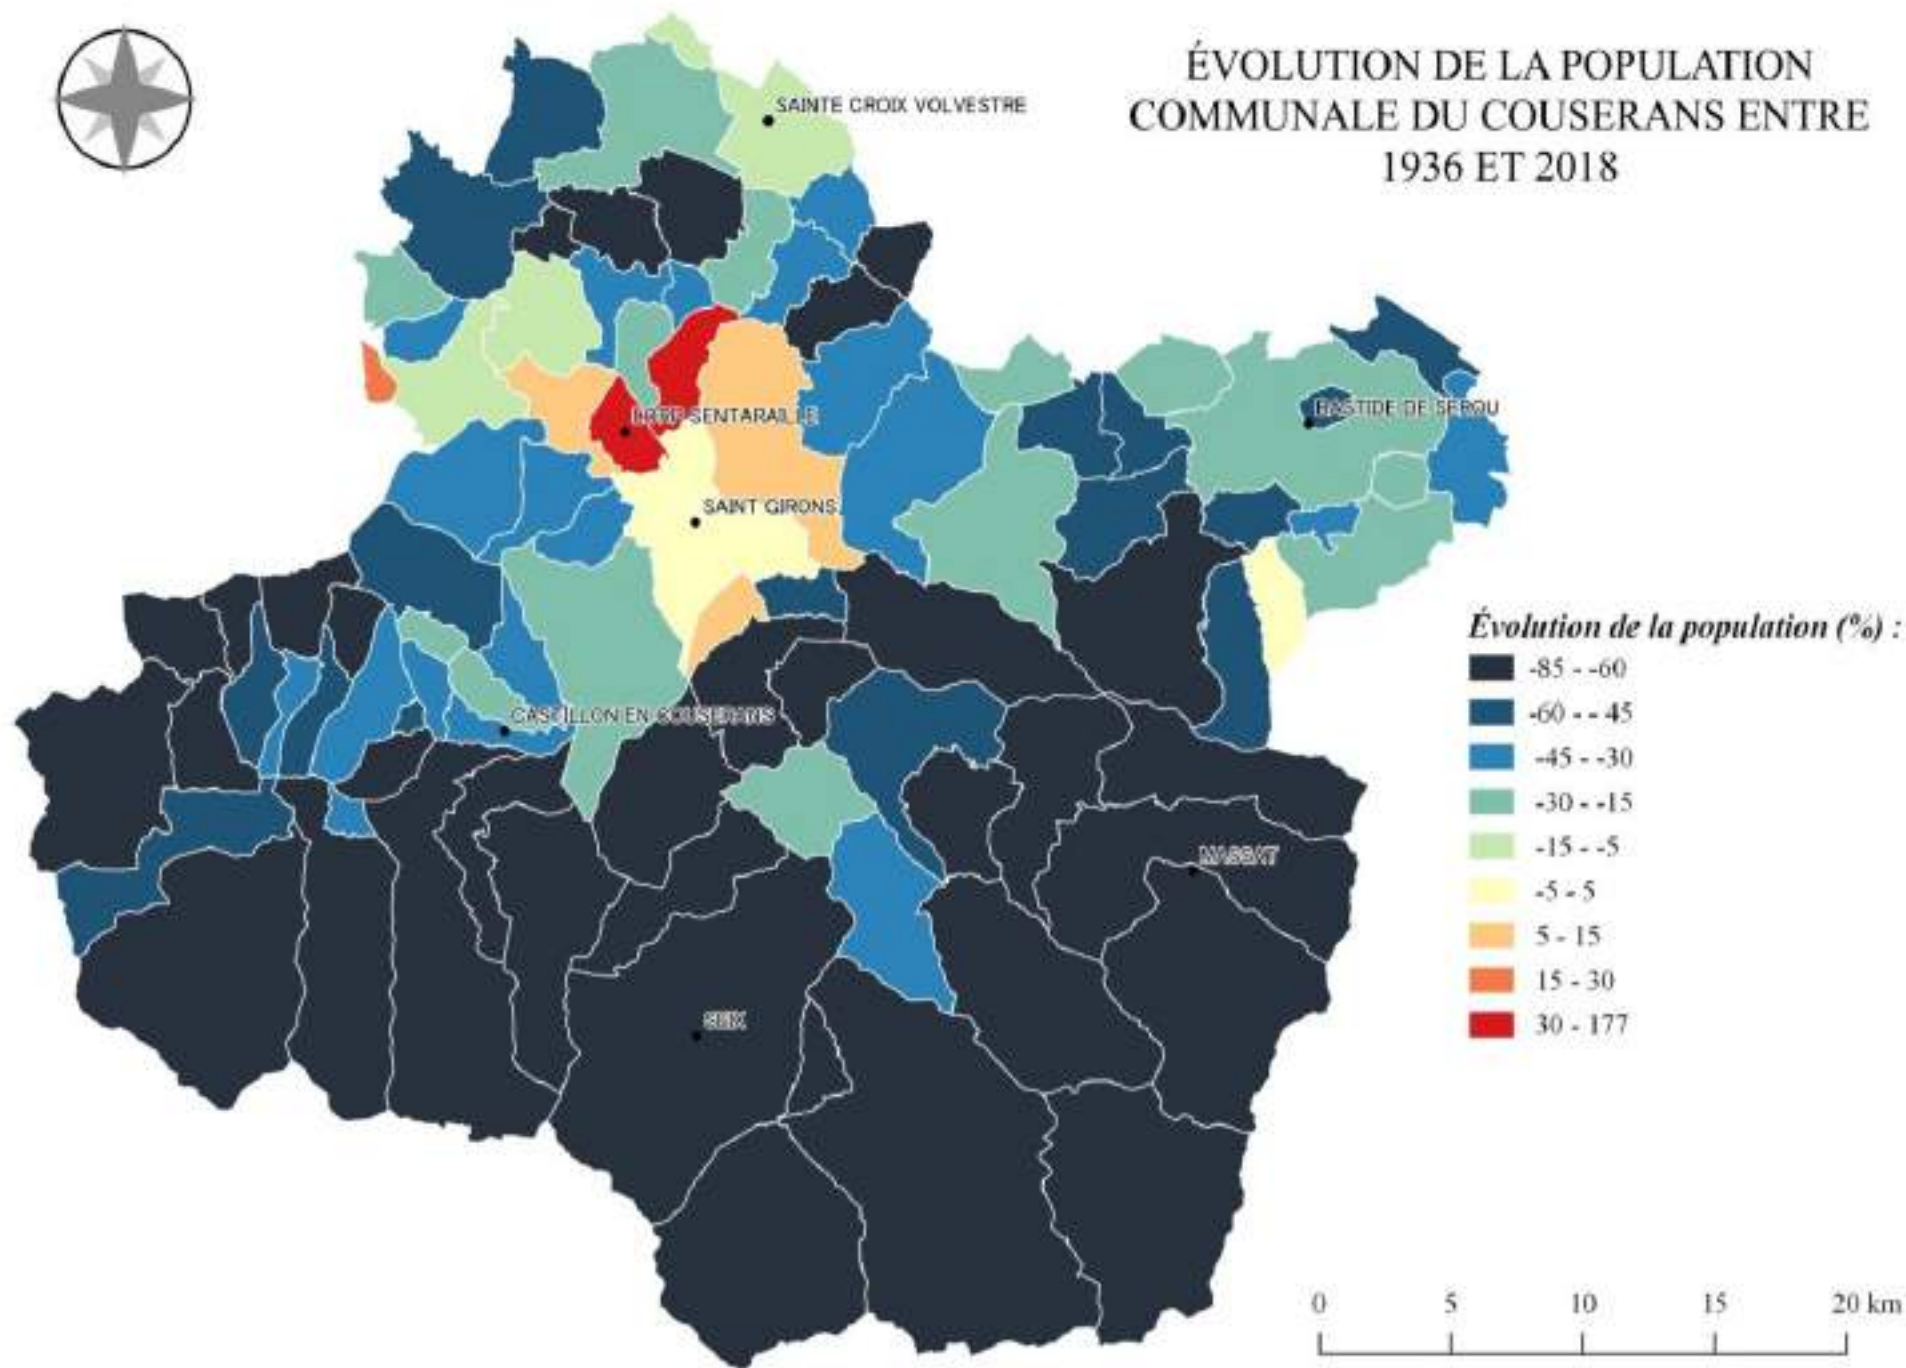 ÉVOLUTION DE LA POPULATION
COMMUNALE DU COUSERANS ENTRE
1936 ET 2018
SAINTE CROIX VOLVESTRE
BASTIDE DE SEROU
SENTARAILLE
SAINT GIRONS
CASTILLON EN COUSERANS
MASSAT
SEIX
Évolution de la population (%) :
-85 - -60
-60 - - 45
-45 - -30
-30 - -15
-15 - -5
-5 - 5
5 - 15
15 - 30
30 - 177
0 5 10 15 20 km